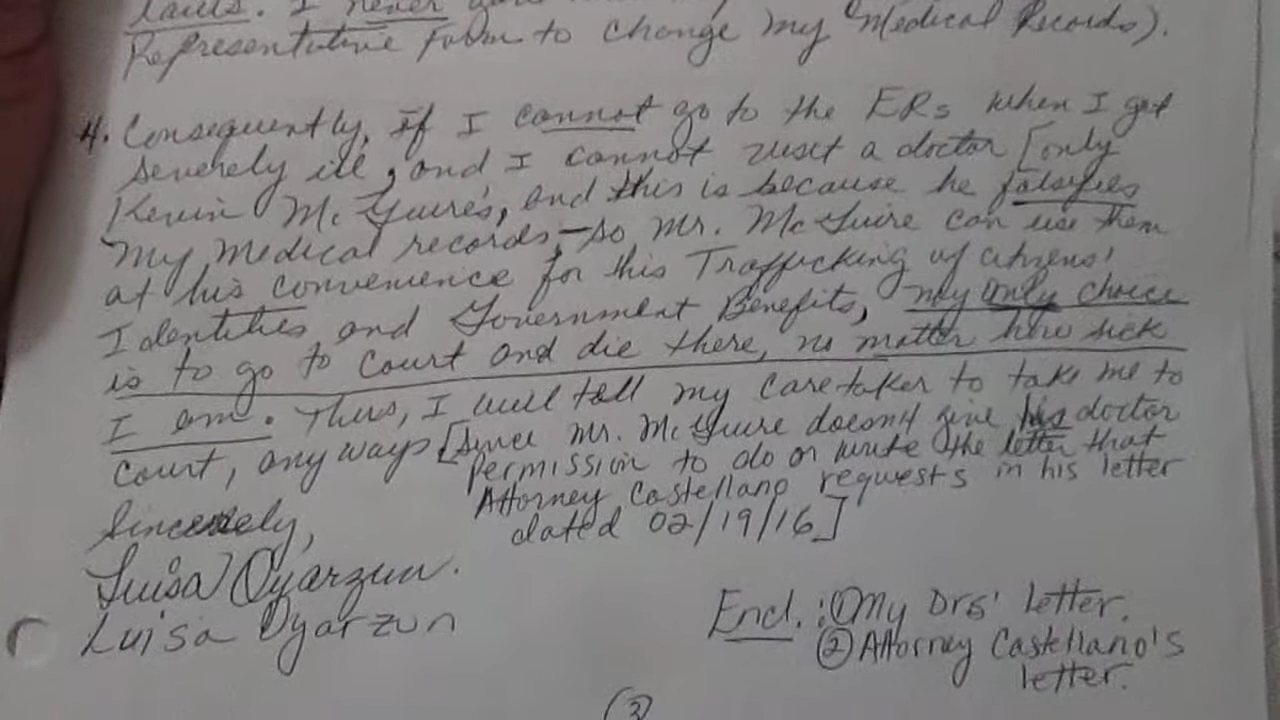 I never
Representative form to change my Medical Records).
4. Consequently, if I cannot go to the ERs when I get
severely ill, and I cannot visit a doctor [only
Kevin McGuire's, and this is because he falsifies
my Medical records—so Mr. McGuire can use them
at his convenience for this Trafficking of citizens'
Identities and Government Benefits, my only choice
is to go to court and die there, no matter how sick
I am. Thus, I will tell my caretaker to take me to
court, any ways [since Mr. McGuire doesn't give his doctor
permission to do or write the letter that
Attorney Castellano requests in his letter
dated 02/19/16]
Sincerely,
Luisa Oyarzun.
Luisa Oyarzun
Encl.: ① My Drs' letter.
② Attorney Castellano's
letter.
(3)